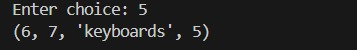 Enter choice: 5
(6, 7, 'keyboards', 5)